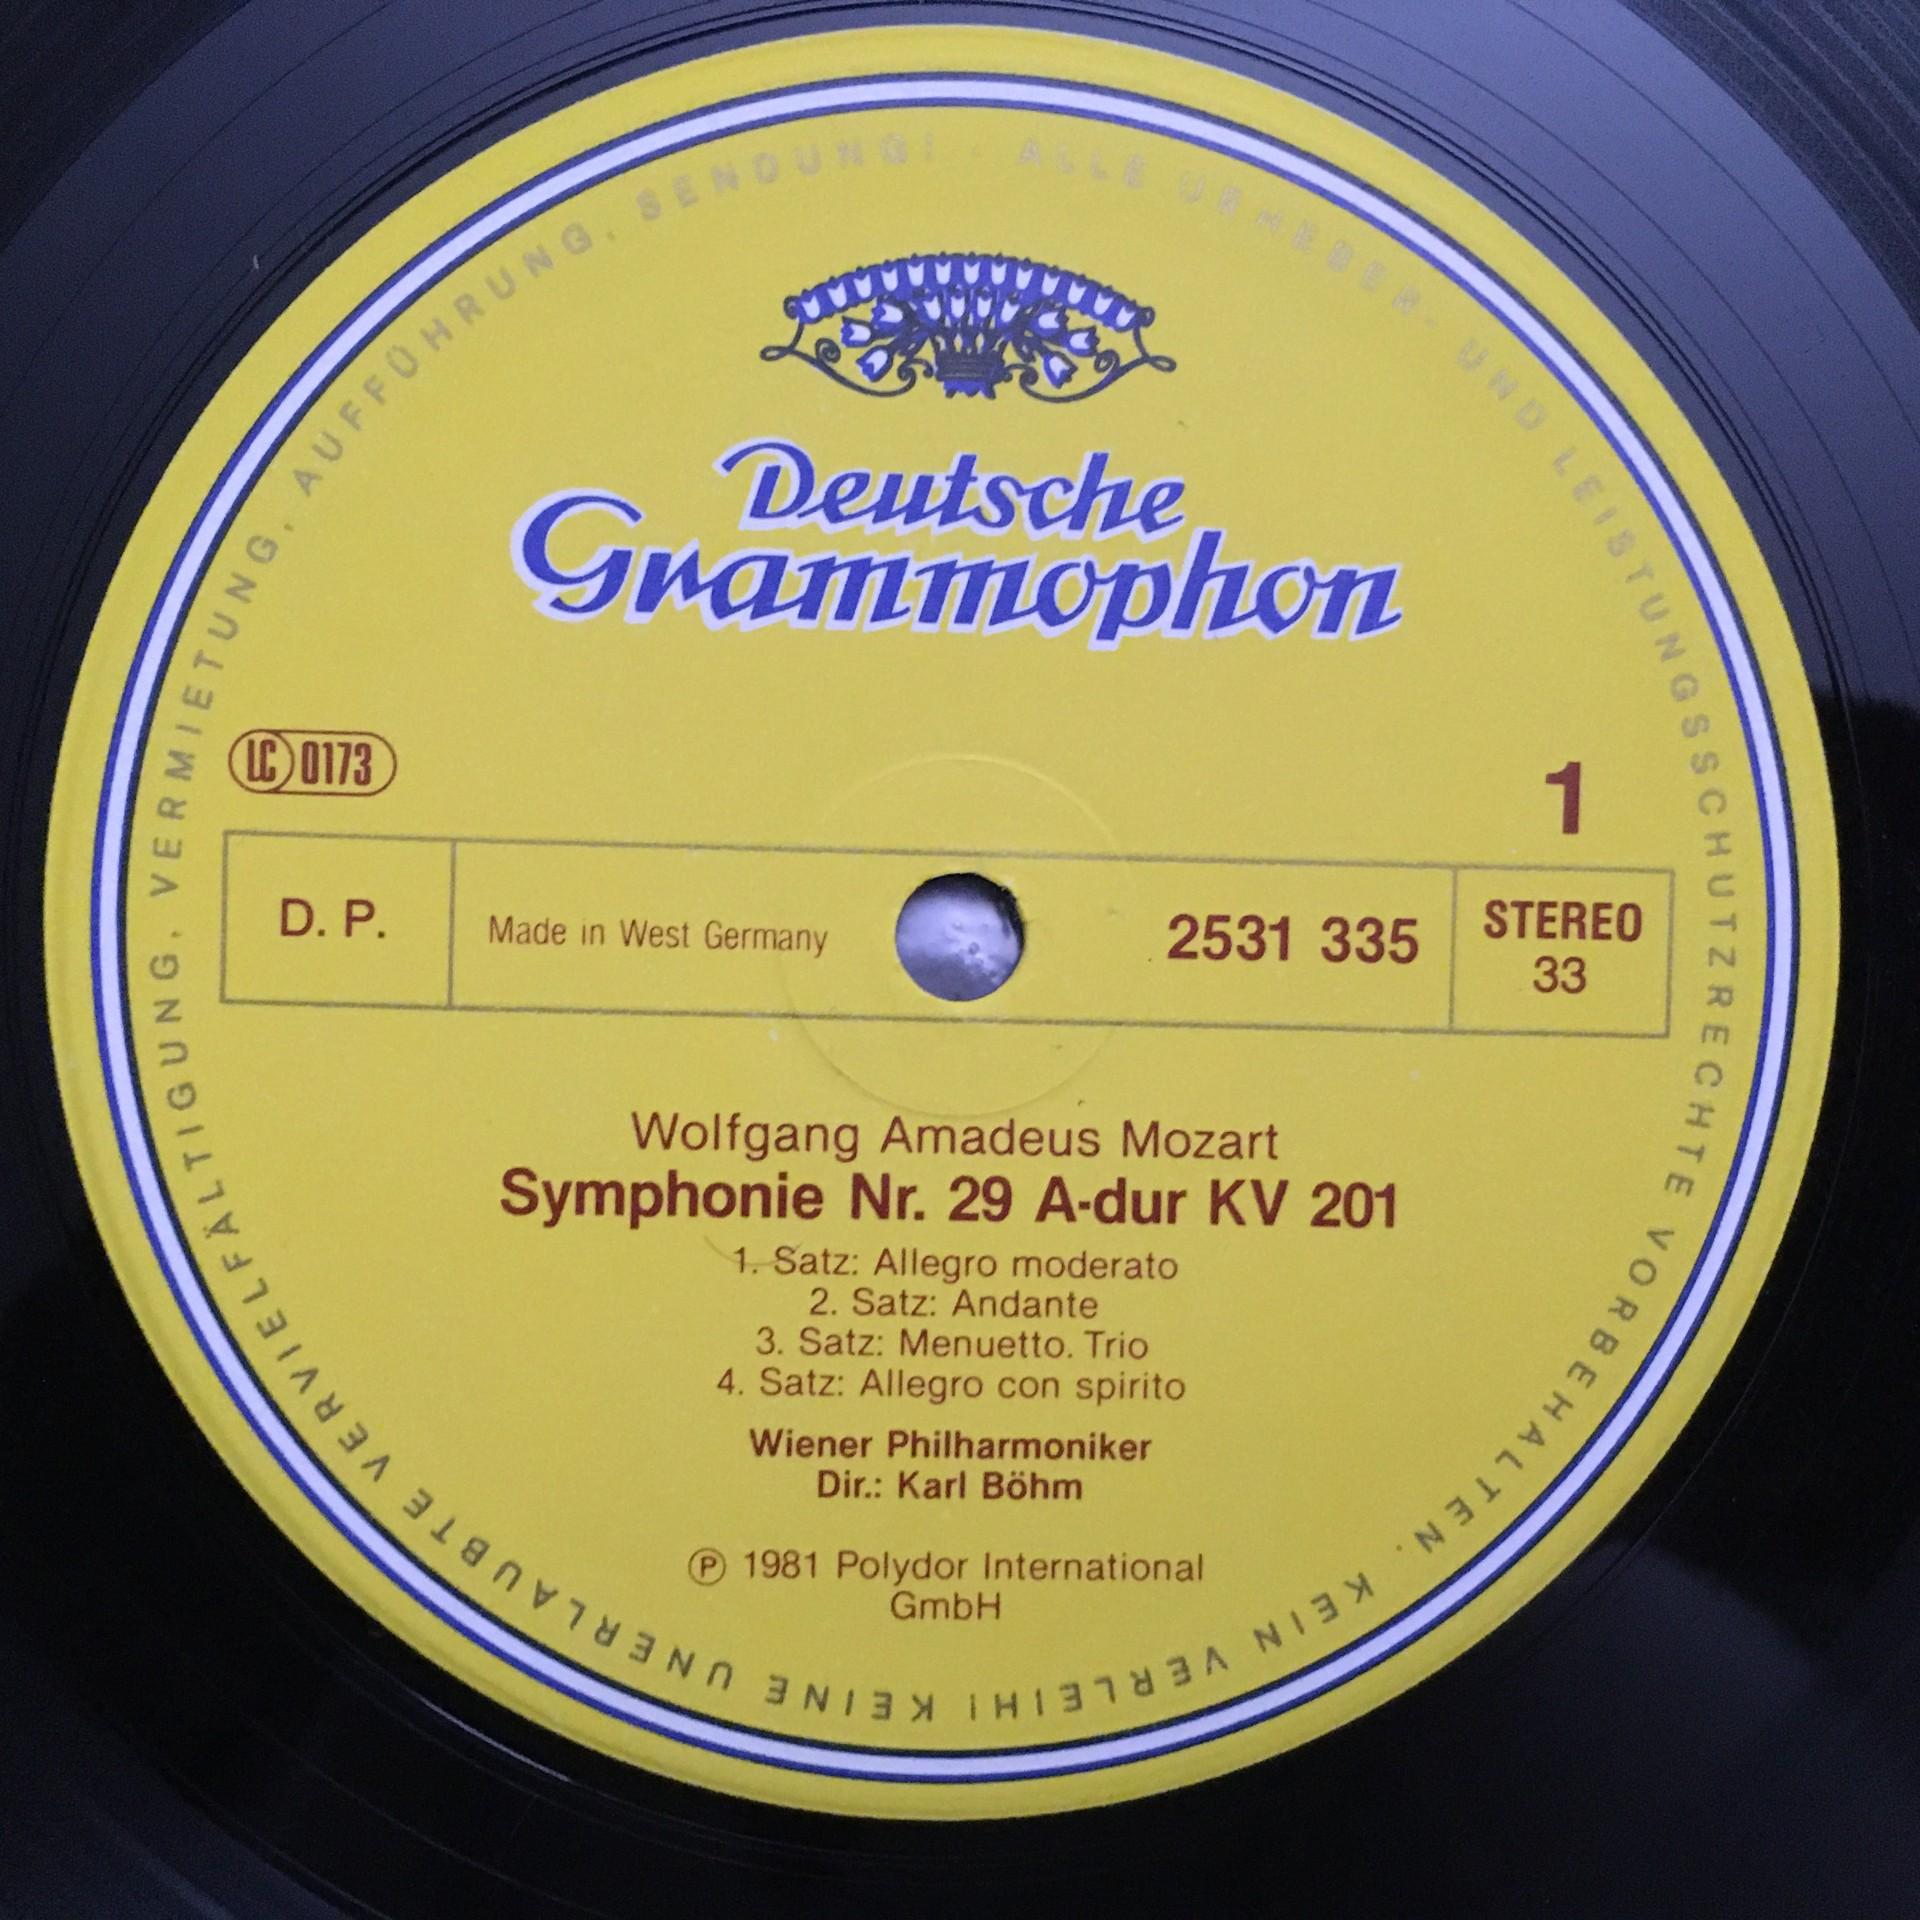 ALLE URHEBER- UND LEISTUNGSSCHUTZRECHTE VORBEHALTEN. KEIN VERLEIH! KEINE UNERLAUBTE VERVIELFÄLTIGUNG, VERMIETUNG, AUFFÜHRUNG, SENDUNG!
Deutsche
Grammophon
LC 0173
1
D. P.
Made in West Germany
2531 335
STEREO
33
Wolfgang Amadeus Mozart
Symphonie Nr. 29 A-dur KV 201
1. Satz: Allegro moderato
2. Satz: Andante
3. Satz: Menuetto. Trio
4. Satz: Allegro con spirito
Wiener Philharmoniker
Dir.: Karl Böhm
Ⓟ 1981 Polydor International
GmbH